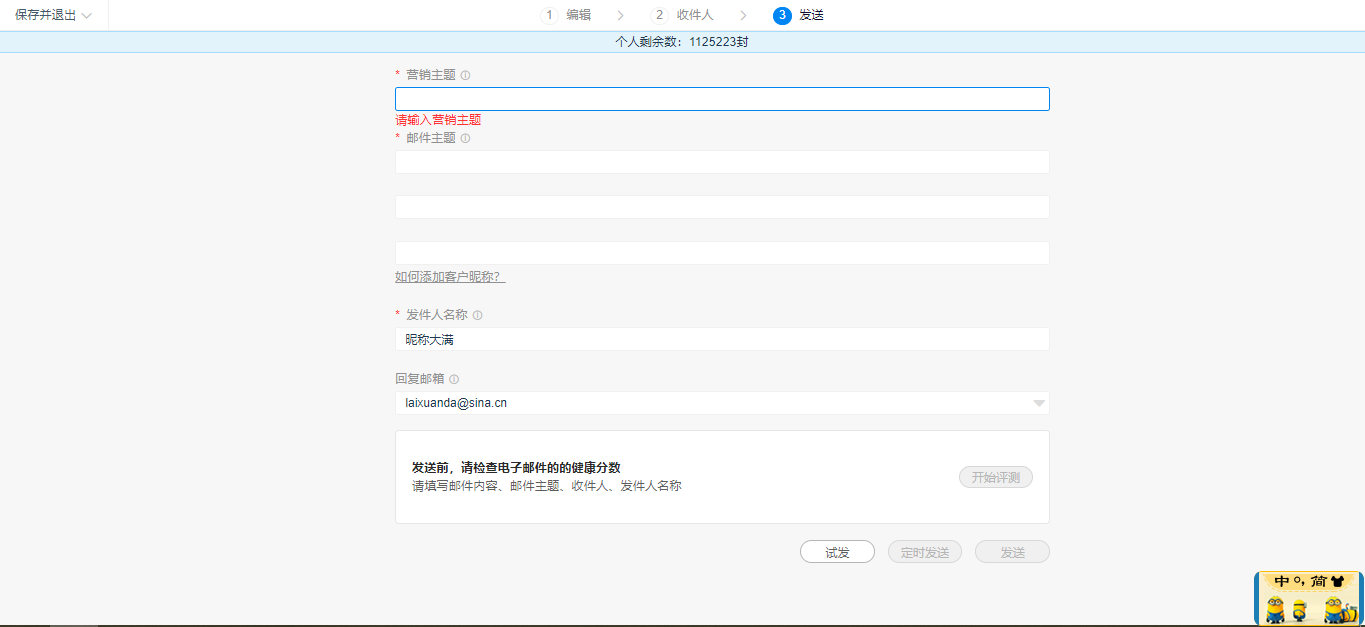 保存并退出
1 编辑 2 收件人 3 发送
个人剩余数：1125223封
* 营销主题
请输入营销主题
* 邮件主题
如何添加客户昵称？
* 发件人名称
昵称大满
回复邮箱
laixuanda@sina.cn
发送前，请检查电子邮件的的健康分数
请填写邮件内容、邮件主题、收件人、发件人名称
开始评测
试发 定时发送 发送
中 °, 简